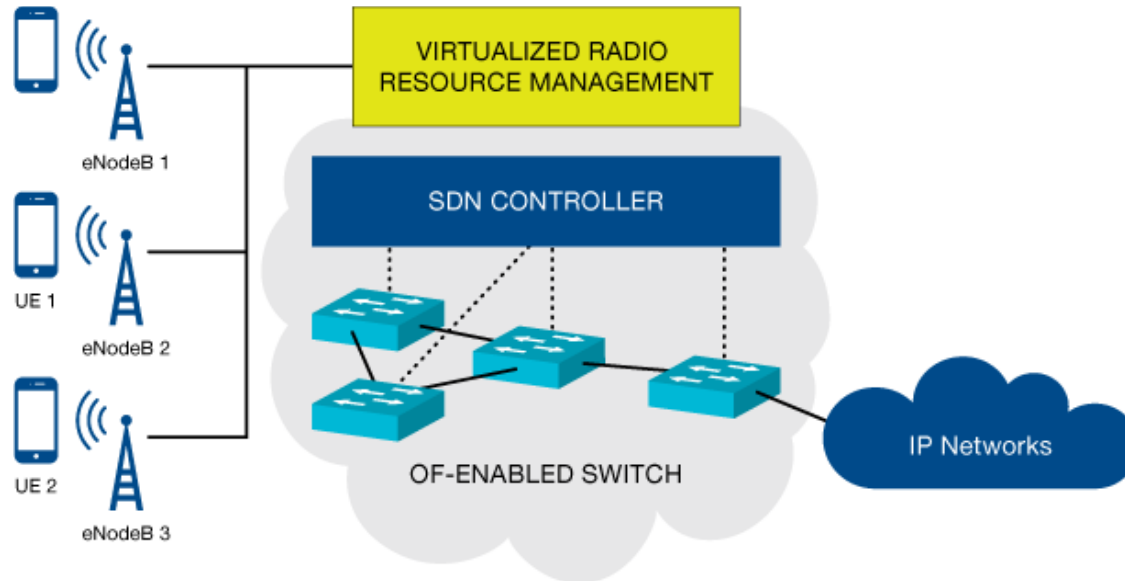 VIRTUALIZED RADIO
RESOURCE MANAGEMENT
eNodeB 1
SDN CONTROLLER
UE 1
eNodeB 2
IP Networks
OF-ENABLED SWITCH
UE 2
eNodeB 3